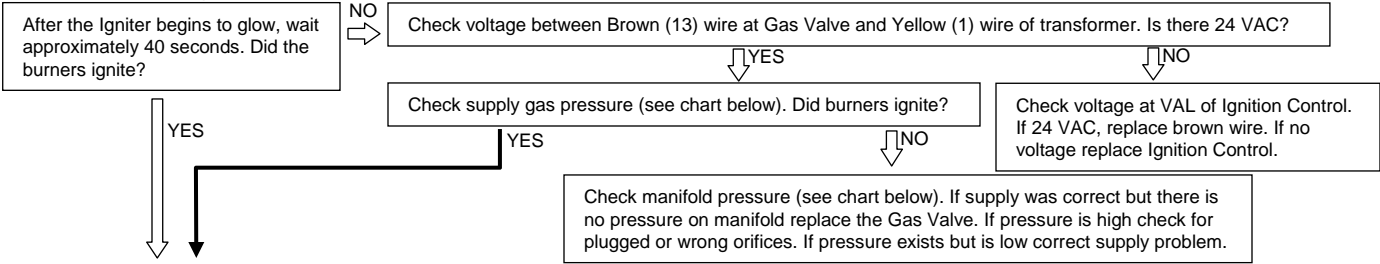 After the Igniter begins to glow, wait
approximately 40 seconds. Did the
burners ignite?
NO
Check voltage between Brown (13) wire at Gas Valve and Yellow (1) wire of transformer. Is there 24 VAC?
YES
NO
Check supply gas pressure (see chart below). Did burners ignite?
Check voltage at VAL of Ignition Control.
If 24 VAC, replace brown wire. If no
voltage replace Ignition Control.
YES
YES
NO
Check manifold pressure (see chart below). If supply was correct but there is
no pressure on manifold replace the Gas Valve. If pressure is high check for
plugged or wrong orifices. If pressure exists but is low correct supply problem.